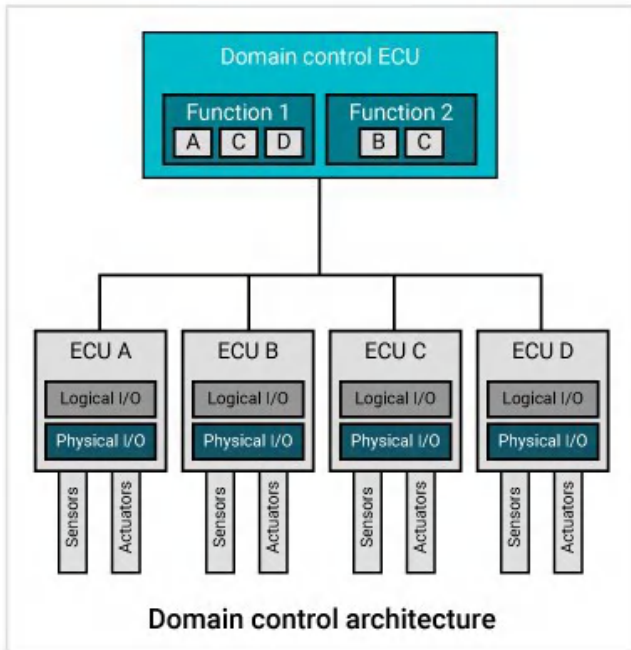 Domain control ECU
Function 1
A C D
Function 2
B C
ECU A
Logical I/O
Physical I/O
Sensors
Actuators
ECU B
Logical I/O
Physical I/O
Sensors
Actuators
ECU C
Logical I/O
Physical I/O
Sensors
Actuators
ECU D
Logical I/O
Physical I/O
Sensors
Actuators
Domain control architecture